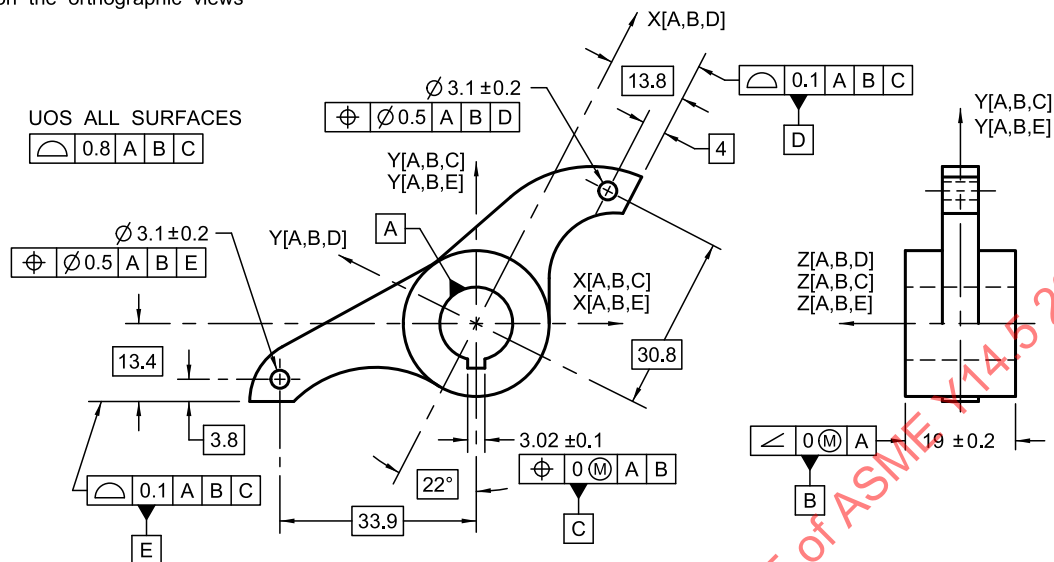 on the orthographic views
X[A,B,D]
13.8
⌓ 0.1 A B C
D
4
⌀ 3.1 ±0.2
⌖ ⌀ 0.5 A B D
UOS ALL SURFACES
⌓ 0.8 A B C
Y[A,B,C]
Y[A,B,E]
Y[A,B,C]
Y[A,B,E]
⌀ 3.1 ±0.2
⌖ ⌀ 0.5 A B E
Y[A,B,D]
A
X[A,B,C]
X[A,B,E]
Z[A,B,D]
Z[A,B,C]
Z[A,B,E]
13.4
30.8
3.8
3.02 ±0.1
⌖ 0 Ⓜ A B
C
22°
33.9
⌓ 0.1 A B C
E
∠ 0 Ⓜ A
B
19 ±0.2
of ASME Y14.5